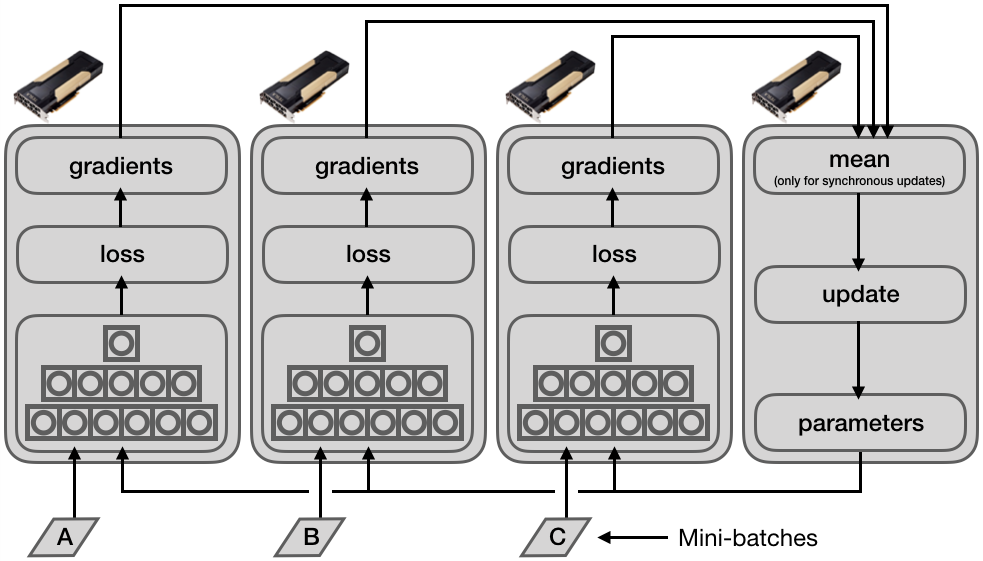 gradients
gradients
gradients
mean
(only for synchronous updates)
loss
loss
loss
update
parameters
A
B
C
Mini-batches